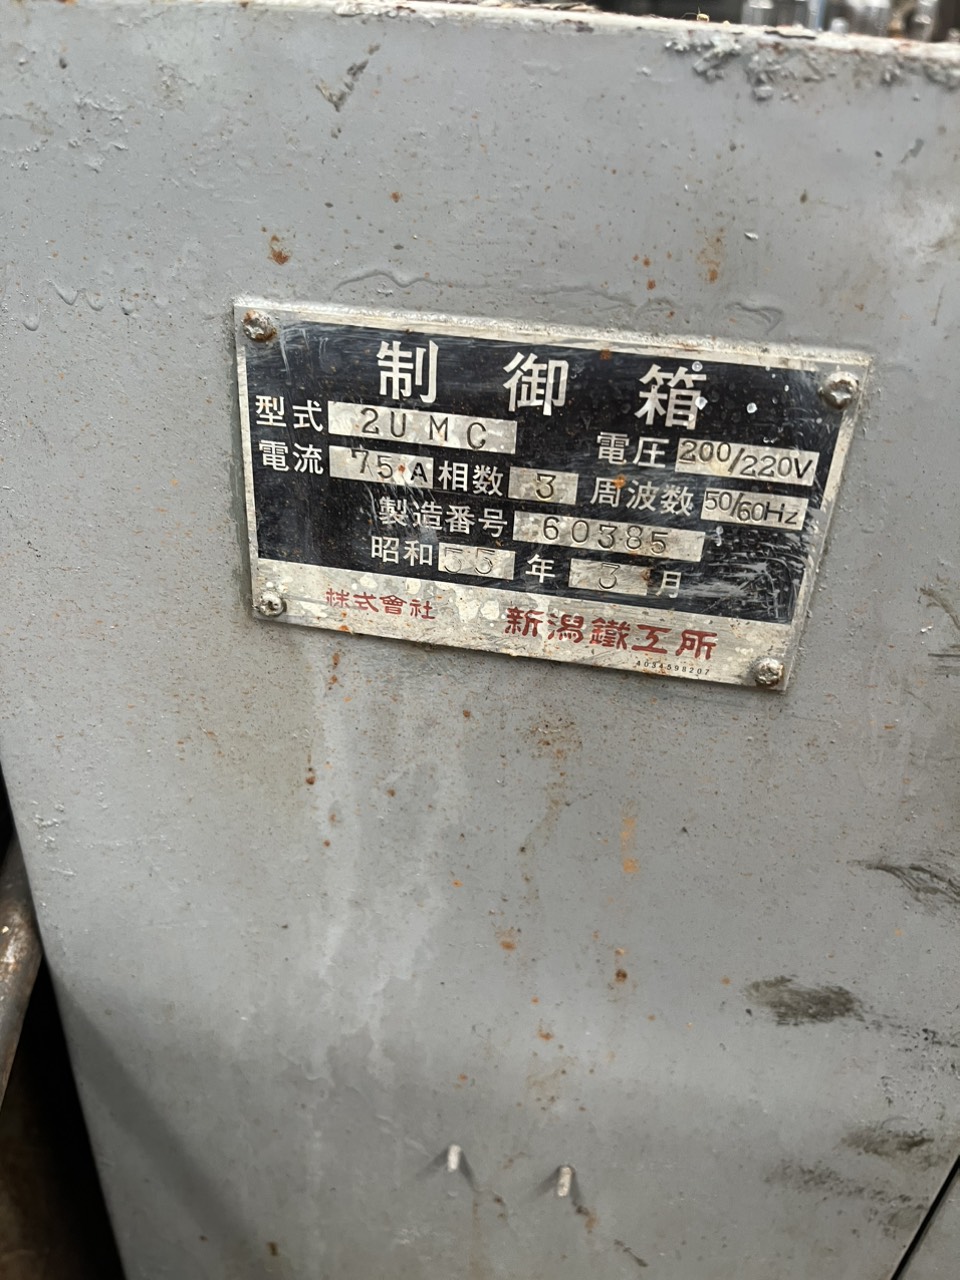 制御箱
型式 2UMC 電圧 200/220V
電流 75A 相数 3 周波数 50/60Hz
製造番号 60385
昭和 55 年 3 月
株式會社 新潟鐵工所
4034598207